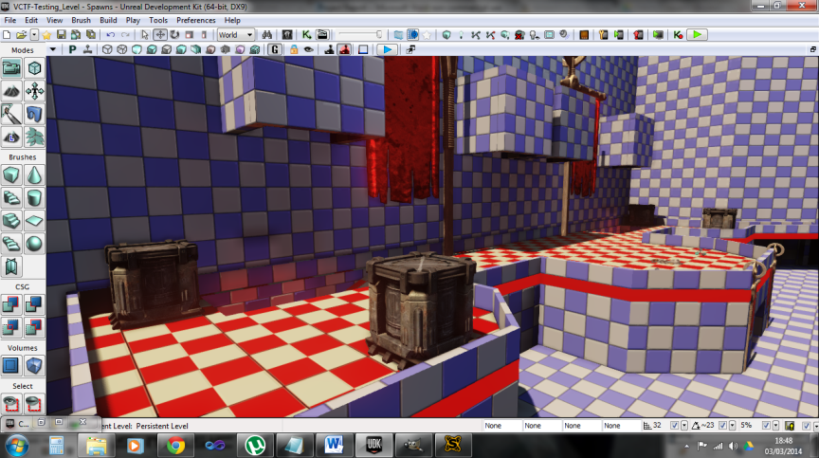 VCTF-Testing_Level - Spawns - Unreal Development Kit (64-bit, DX9)
File Edit View Brush Build Play Tools Preferences Help
World
Modes
Brushes
CSG
Volumes
Select
C...
ent Level: Persistent Level
None None None None 32 ~23 5%
UDK
18:48
03/03/2014